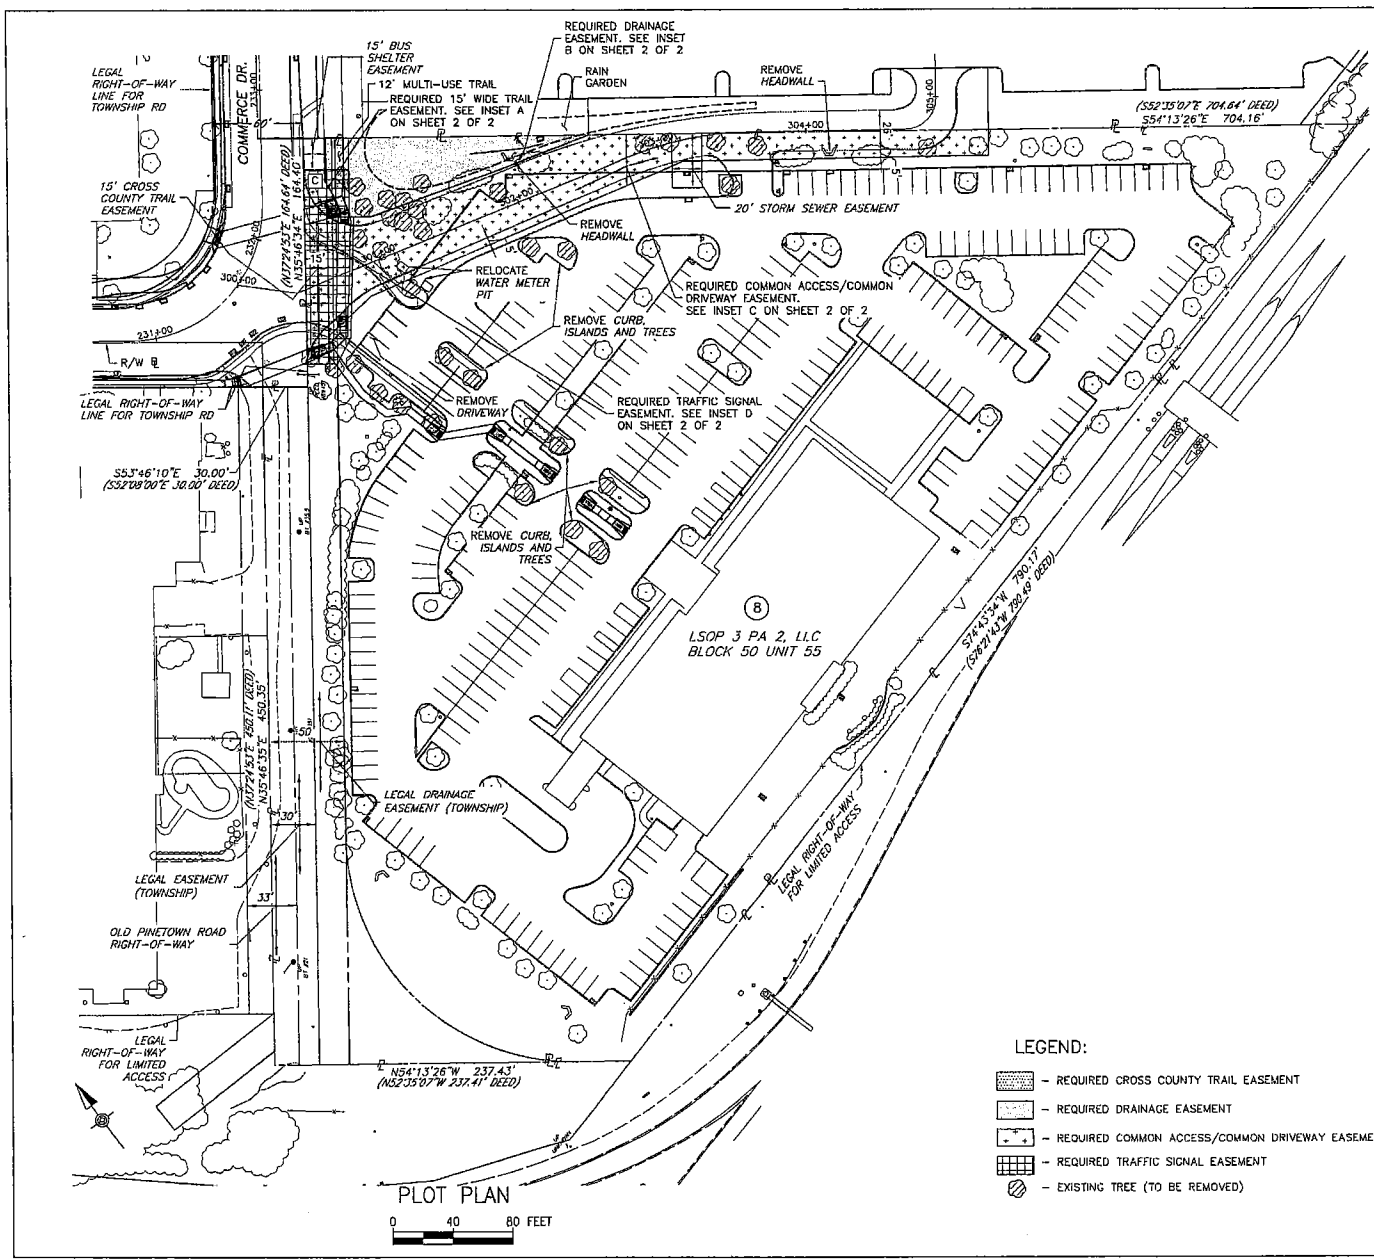 REQUIRED DRAINAGE
EASEMENT. SEE INSET
B ON SHEET 2 OF 2
15' BUS
SHELTER
EASEMENT
LEGAL
RIGHT-OF-WAY
LINE FOR
TOWNSHIP RD
COMMERCE DR.
233+00
60'
12' MULTI-USE TRAIL
REQUIRED 15' WIDE TRAIL
EASEMENT. SEE INSET A
ON SHEET 2 OF 2
RAIN
GARDEN
REMOVE
HEADWALL
305+00
304+00
(S52°35'07"E 704.64' DEED)
S54°13'26"E 704.16'
15' CROSS
COUNTY TRAIL
EASEMENT
(N37°24'53"E 164.64' DEED)
N35°46'34"E 164.40'
C
20' STORM SEWER EASEMENT
REMOVE
HEADWALL
232+00
302+00
15'
300+00
RELOCATE
WATER METER
PIT
REQUIRED COMMON ACCESS/COMMON
DRIVEWAY EASEMENT.
SEE INSET C ON SHEET 2 OF 2
REMOVE CURB,
ISLANDS AND TREES
231+00
R/W
LEGAL RIGHT-OF-WAY
LINE FOR TOWNSHIP RD
REMOVE
DRIVEWAY
REQUIRED TRAFFIC SIGNAL
EASEMENT. SEE INSET D
ON SHEET 2 OF 2
S53°46'10"E 30.00'
(S52°08'00"E 30.00' DEED)
REMOVE CURB,
ISLANDS AND
TREES
8
LSOP 3 PA 2, LLC
BLOCK 50 UNIT 55
S74°43'34"W 790.17'
(S76°21'43"W 790.49' DEED)
(N37°24'53"E 450.11' DEED)
N35°46'35"E 450.35'
50'
LEGAL DRAINAGE
EASEMENT (TOWNSHIP)
30'
LEGAL RIGHT-OF-WAY
FOR LIMITED ACCESS
LEGAL EASEMENT
(TOWNSHIP)
33'
OLD PINETOWN ROAD
RIGHT-OF-WAY
LEGAL
RIGHT-OF-WAY
FOR LIMITED
ACCESS
N54°13'26"W 237.43'
(N52°35'07"W 237.41' DEED)
LEGEND:
- REQUIRED CROSS COUNTY TRAIL EASEMENT
- REQUIRED DRAINAGE EASEMENT
- REQUIRED COMMON ACCESS/COMMON DRIVEWAY EASEME
- REQUIRED TRAFFIC SIGNAL EASEMENT
- EXISTING TREE (TO BE REMOVED)
PLOT PLAN
0 40 80 FEET